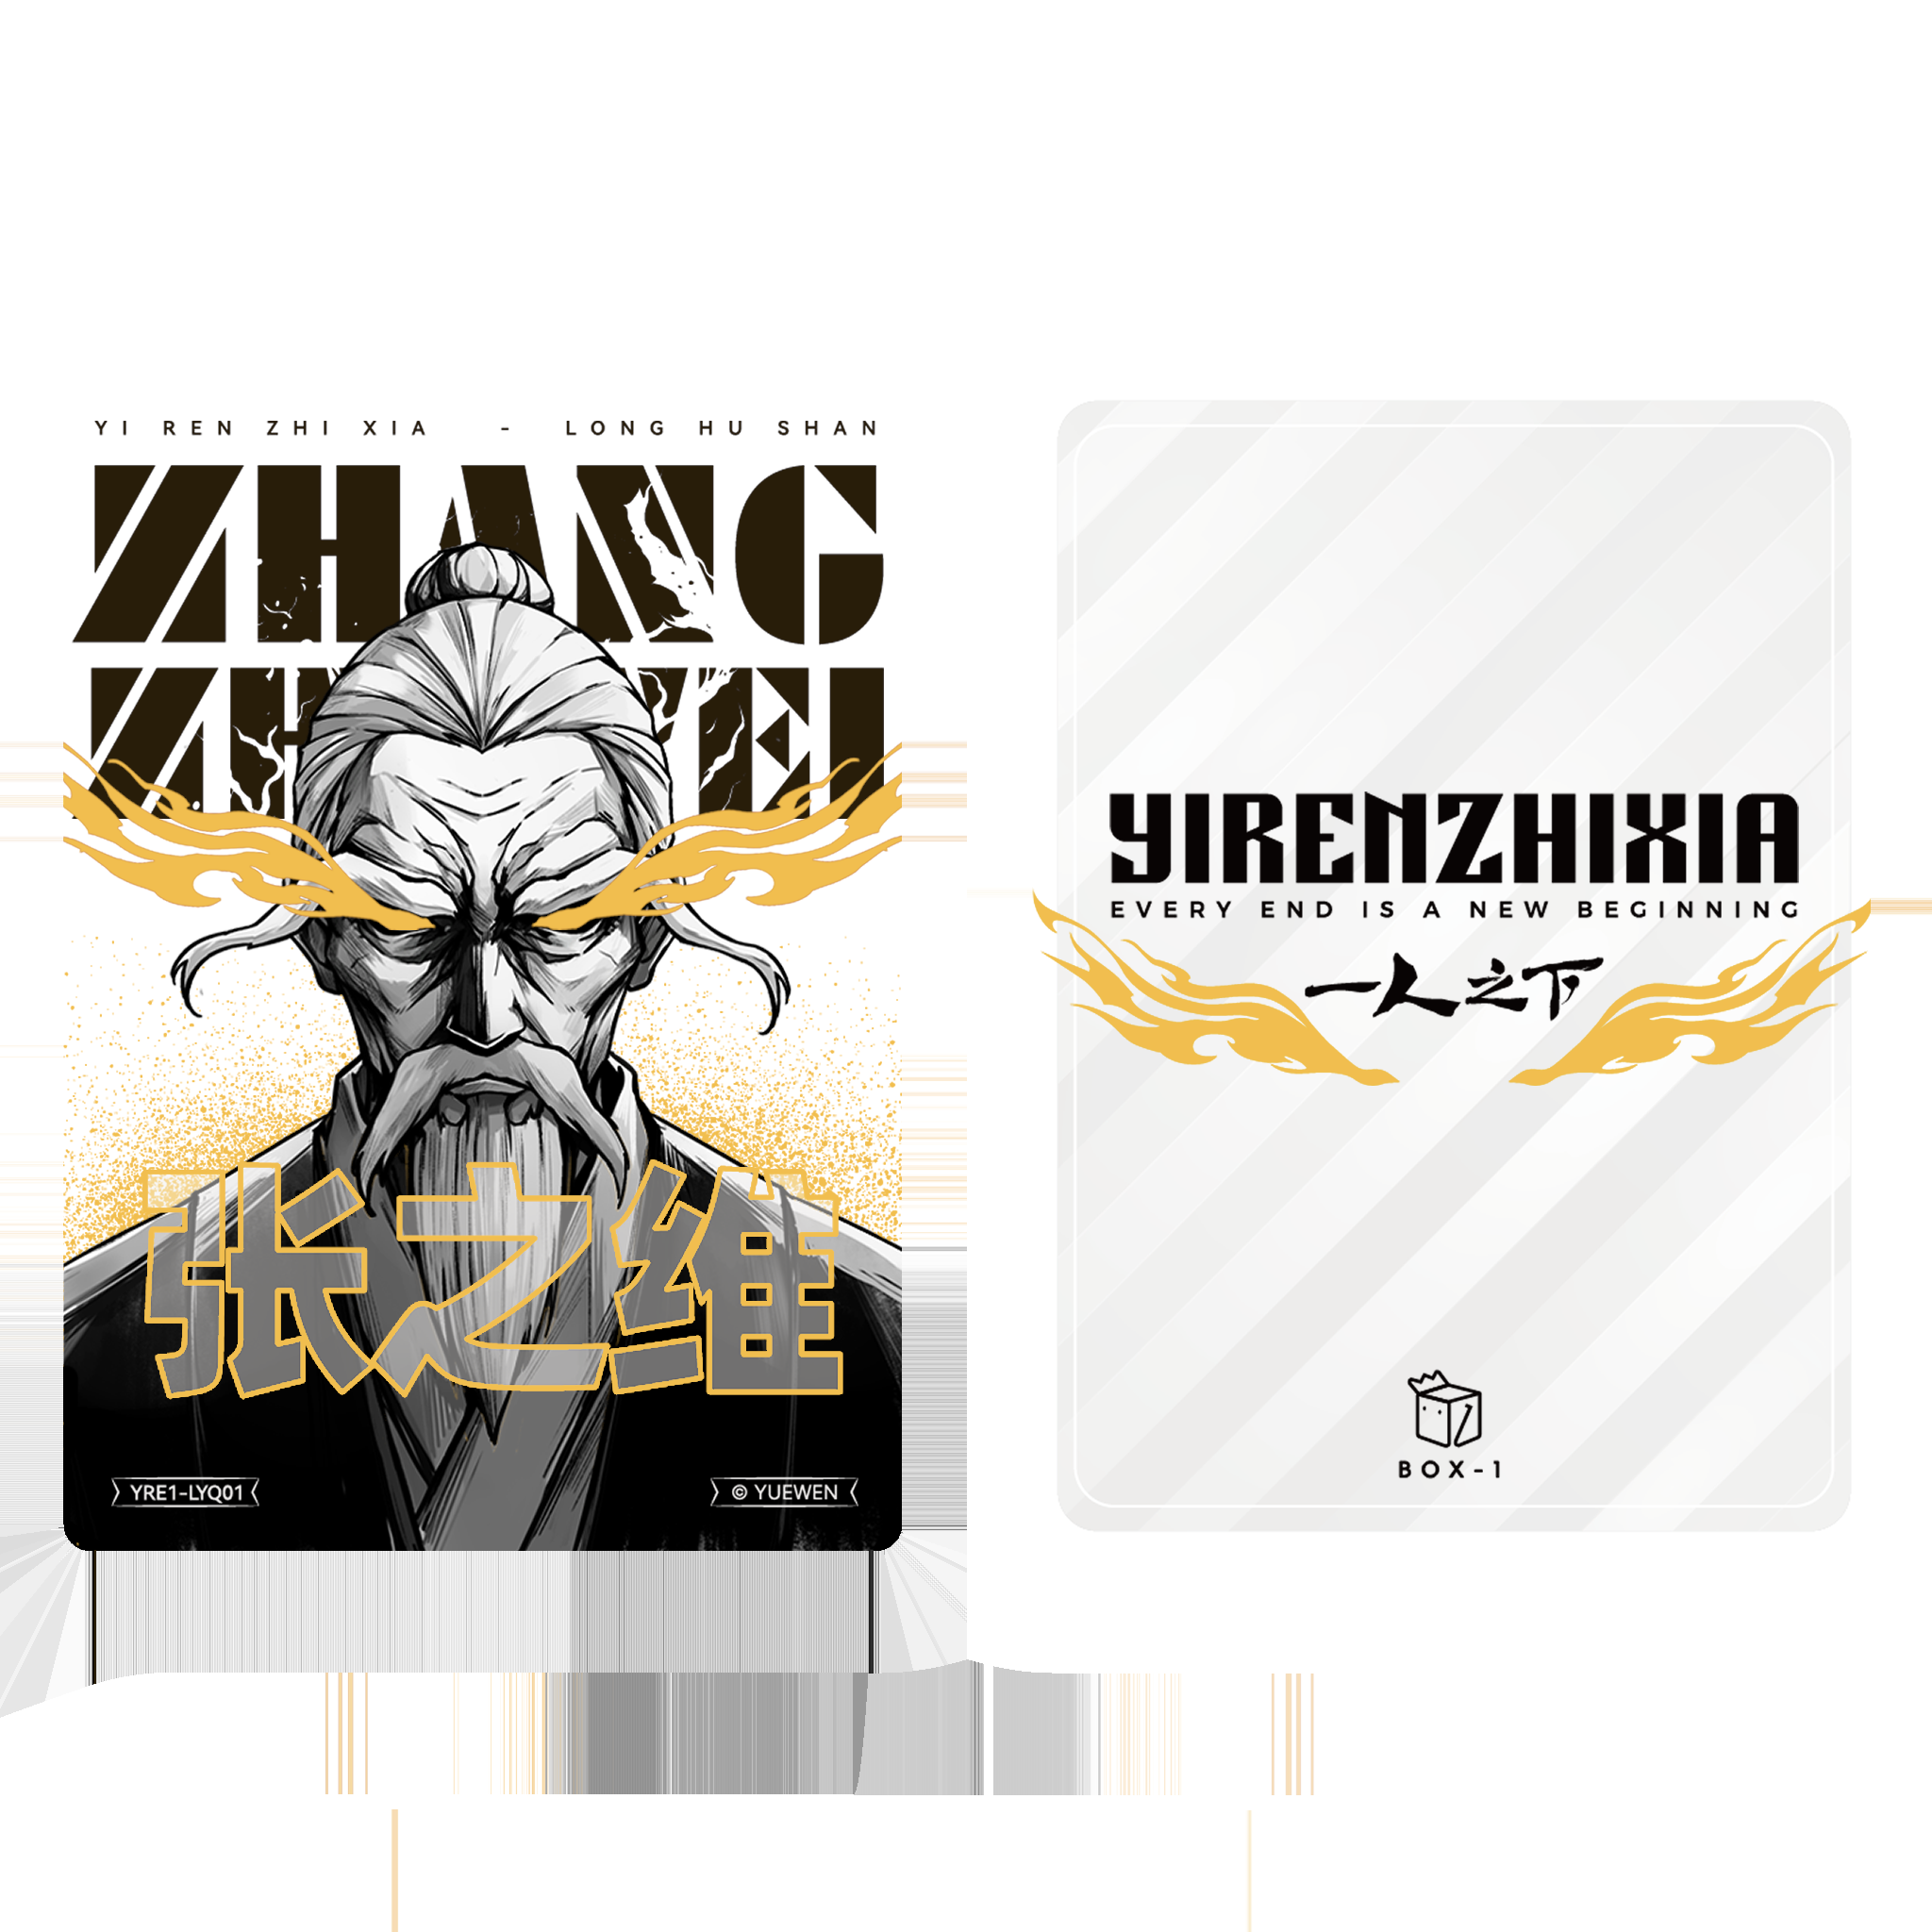 YI REN ZHI XIA - LONG HU SHAN
ZHANG
ZHIWEI
张之维
YRE1-LYQ01
© YUEWEN
YIRENZHIXIA
EVERY END IS A NEW BEGINNING
一人之下
BOX-1